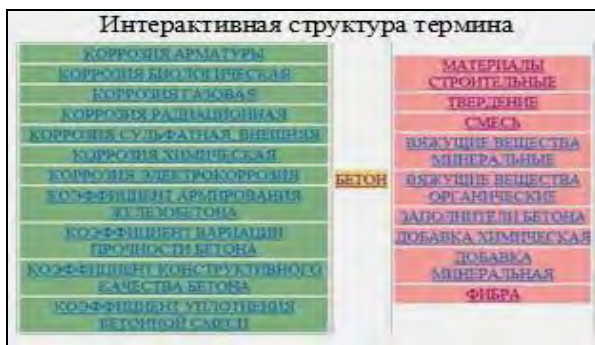 Интерактивная структура термина
КОРРОЗИЯ АРМАТУРЫ
КОРРОЗИЯ БИОЛОГИЧЕСКАЯ
КОРРОЗИЯ ГАЗОВАЯ
КОРРОЗИЯ РАДИАЦИОННАЯ
КОРРОЗИЯ СУЛЬФАТНАЯ, ВНЕШНЯЯ
КОРРОЗИЯ ХИМИЧЕСКАЯ
КОРРОЗИЯ ЭЛЕКТРОКОРРОЗИЯ
КОЭФФИЦИЕНТ АРМИРОВАНИЯ
ЖЕЛЕЗОБЕТОНА
КОЭФФИЦИЕНТ ВАРИАЦИИ
ПРОЧНОСТИ БЕТОНА
КОЭФФИЦИЕНТ КОНСТРУКТИВНОГО
КАЧЕСТВА БЕТОНА
КОЭФФИЦИЕНТ УПЛОТНЕНИЯ
БЕТОННОЙ СМЕСИ
БЕТОН
МАТЕРИАЛЫ
СТРОИТЕЛЬНЫЕ
ТВЕРДЕНИЕ
СМЕСЬ
ВЯЖУЩИЕ ВЕЩЕСТВА
МИНЕРАЛЬНЫЕ
ВЯЖУЩИЕ ВЕЩЕСТВА
ОРГАНИЧЕСКИЕ
ЗАПОЛНИТЕЛИ БЕТОНА
ДОБАВКА ХИМИЧЕСКАЯ
ДОБАВКА
МИНЕРАЛЬНАЯ
ФИБРА